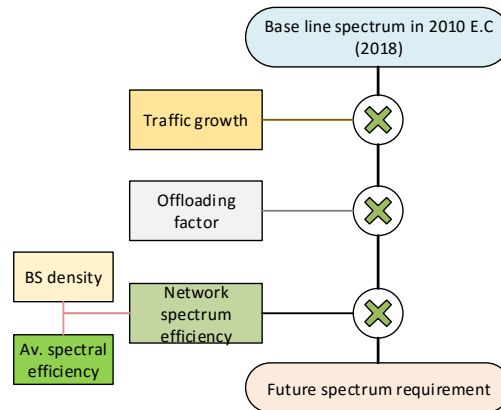 Base line spectrum in 2010 E.C
(2018)
Traffic growth
Offloading
factor
BS density
Network
spectrum
efficiency
Av. spectral
efficiency
Future spectrum requirement